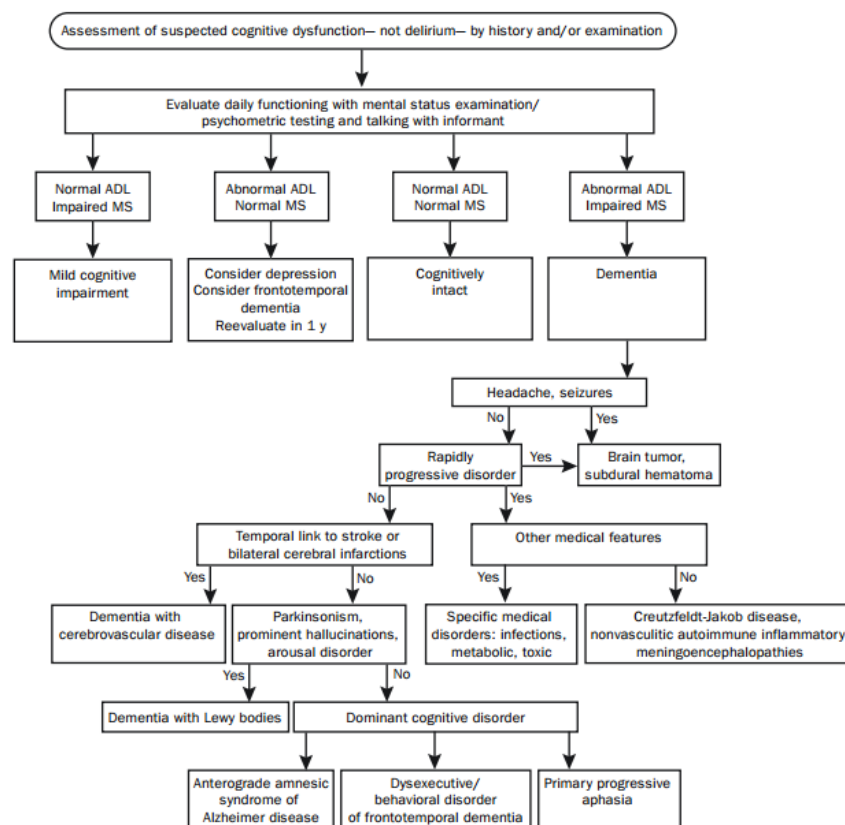 Assessment of suspected cognitive dysfunction— not delirium— by history and/or examination
Evaluate daily functioning with mental status examination/
psychometric testing and talking with informant
Normal ADL
Impaired MS
Abnormal ADL
Normal MS
Normal ADL
Normal MS
Abnormal ADL
Impaired MS
Mild cognitive
impairment
Consider depression
Consider frontotemporal
dementia
Reevaluate in 1 y
Cognitively
intact
Dementia
Headache, seizures
No
Yes
Rapidly
progressive disorder
Yes
Brain tumor,
subdural hematoma
No
Yes
Temporal link to stroke or
bilateral cerebral infarctions
Other medical features
Yes
No
Yes
No
Dementia with
cerebrovascular disease
Parkinsonism,
prominent hallucinations,
arousal disorder
Specific medical
disorders: infections,
metabolic, toxic
Creutzfeldt-Jakob disease,
nonvasculitic autoimmune inflammatory
meningoencephalopathies
Yes
No
Dementia with Lewy bodies
Dominant cognitive disorder
Anterograde amnesic
syndrome of
Alzheimer disease
Dysexecutive/
behavioral disorder
of frontotemporal dementia
Primary progressive
aphasia